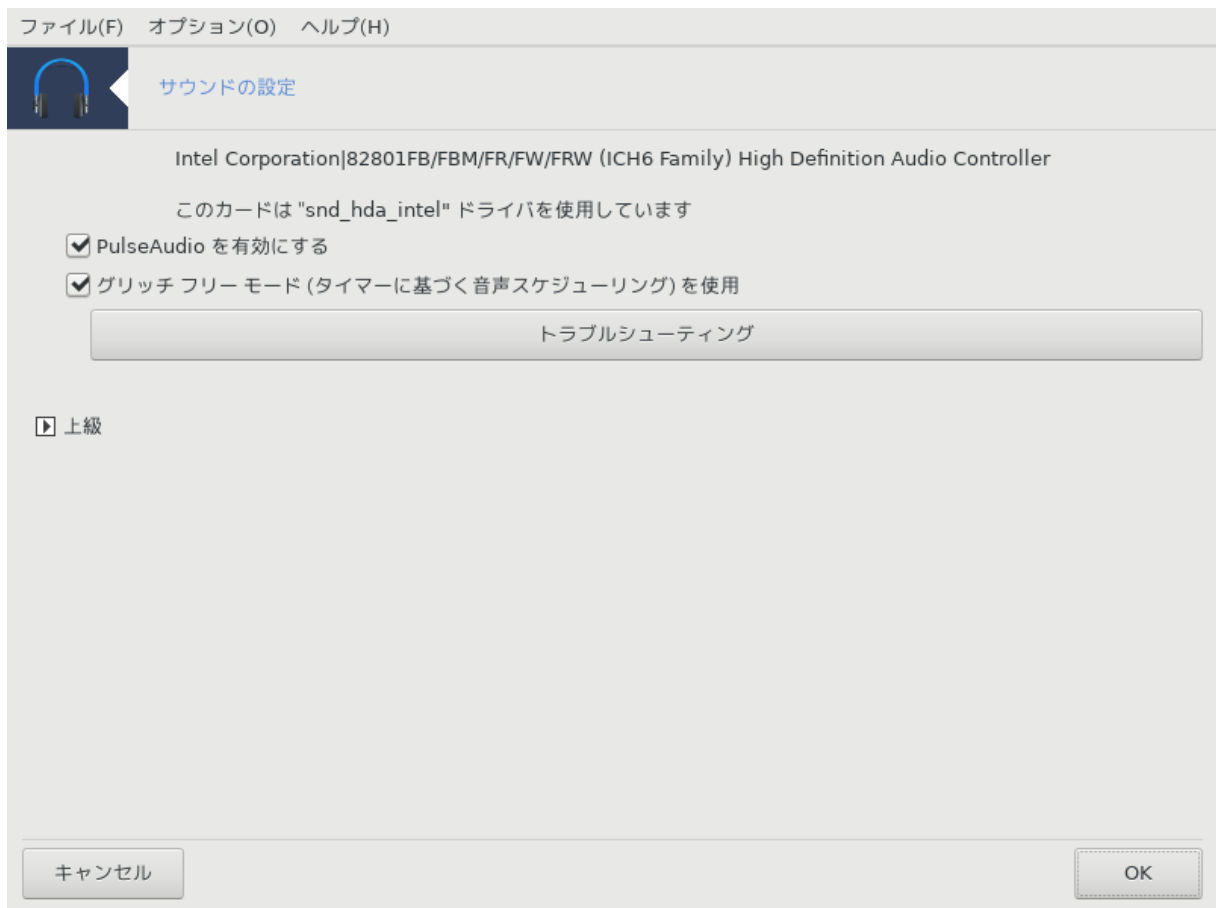 ファイル(F) オプション(O) ヘルプ(H)
サウンドの設定
Intel Corporation|82801FB/FBM/FR/FW/FRW (ICH6 Family) High Definition Audio Controller
このカードは "snd_hda_intel" ドライバを使用しています
PulseAudio を有効にする
グリッチ フリー モード (タイマーに基づく音声スケジューリング) を使用
トラブルシューティング
上級
キャンセル OK